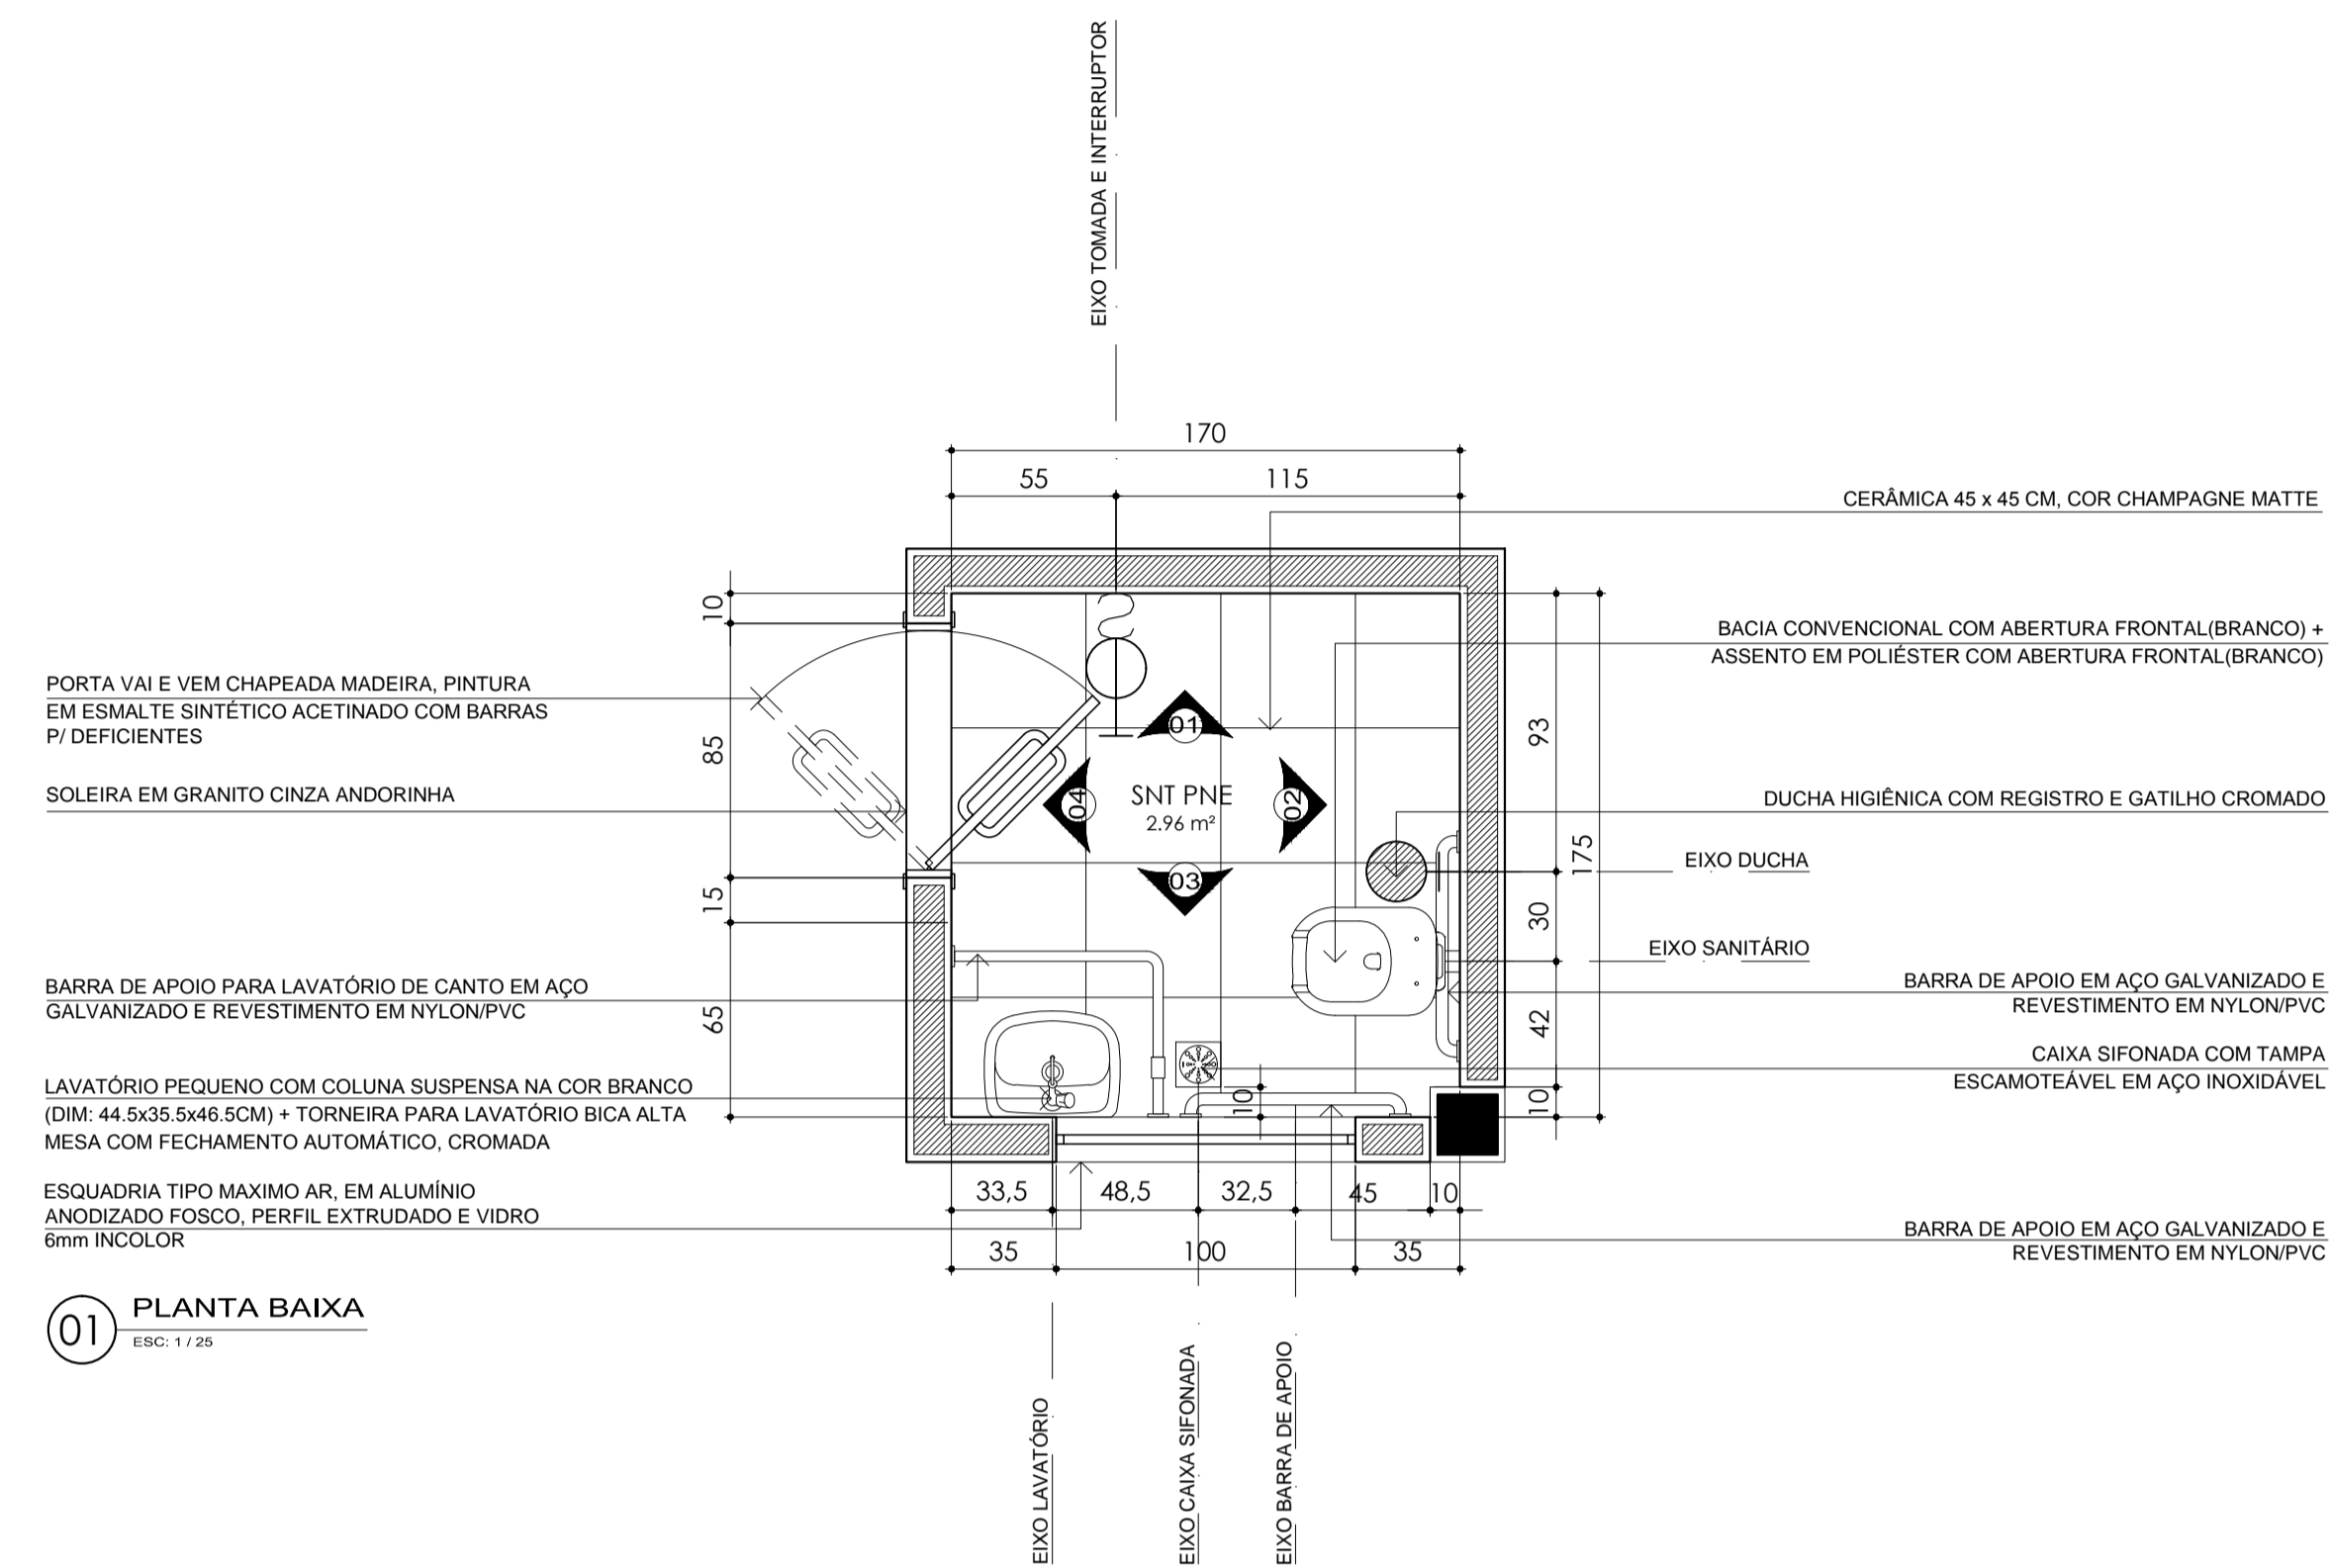 EIXO TOMADA E INTERRUPTOR
170
55
115
CERÂMICA 45 x 45 CM, COR CHAMPAGNE MATTE
BACIA CONVENCIONAL COM ABERTURA FRONTAL(BRANCO) +
ASSENTO EM POLIÉSTER COM ABERTURA FRONTAL(BRANCO)
10
85
15
65
PORTA VAI E VEM CHAPEADA MADEIRA, PINTURA
EM ESMALTE SINTÉTICO ACETINADO COM BARRAS
P/ DEFICIENTES
SOLEIRA EM GRANITO CINZA ANDORINHA
01
04
SNT PNE
2.96 m²
02
03
93
30
42
10
175
DUCHA HIGIÊNICA COM REGISTRO E GATILHO CROMADO
EIXO DUCHA
EIXO SANITÁRIO
BARRA DE APOIO PARA LAVATÓRIO DE CANTO EM AÇO
GALVANIZADO E REVESTIMENTO EM NYLON/PVC
BARRA DE APOIO EM AÇO GALVANIZADO E
REVESTIMENTO EM NYLON/PVC
CAIXA SIFONADA COM TAMPA
ESCAMOTEÁVEL EM AÇO INOXIDÁVEL
LAVATÓRIO PEQUENO COM COLUNA SUSPENSA NA COR BRANCO
(DIM: 44.5x35.5x46.5CM) + TORNEIRA PARA LAVATÓRIO BICA ALTA
MESA COM FECHAMENTO AUTOMÁTICO, CROMADA
10
ESQUADRIA TIPO MAXIMO AR, EM ALUMÍNIO
ANODIZADO FOSCO, PERFIL EXTRUDADO E VIDRO
6mm INCOLOR
33,5
48,5
32,5
45
10
35
100
35
BARRA DE APOIO EM AÇO GALVANIZADO E
REVESTIMENTO EM NYLON/PVC
01
PLANTA BAIXA
ESC: 1 / 25
EIXO LAVATÓRIO
EIXO CAIXA SIFONADA
EIXO BARRA DE APOIO